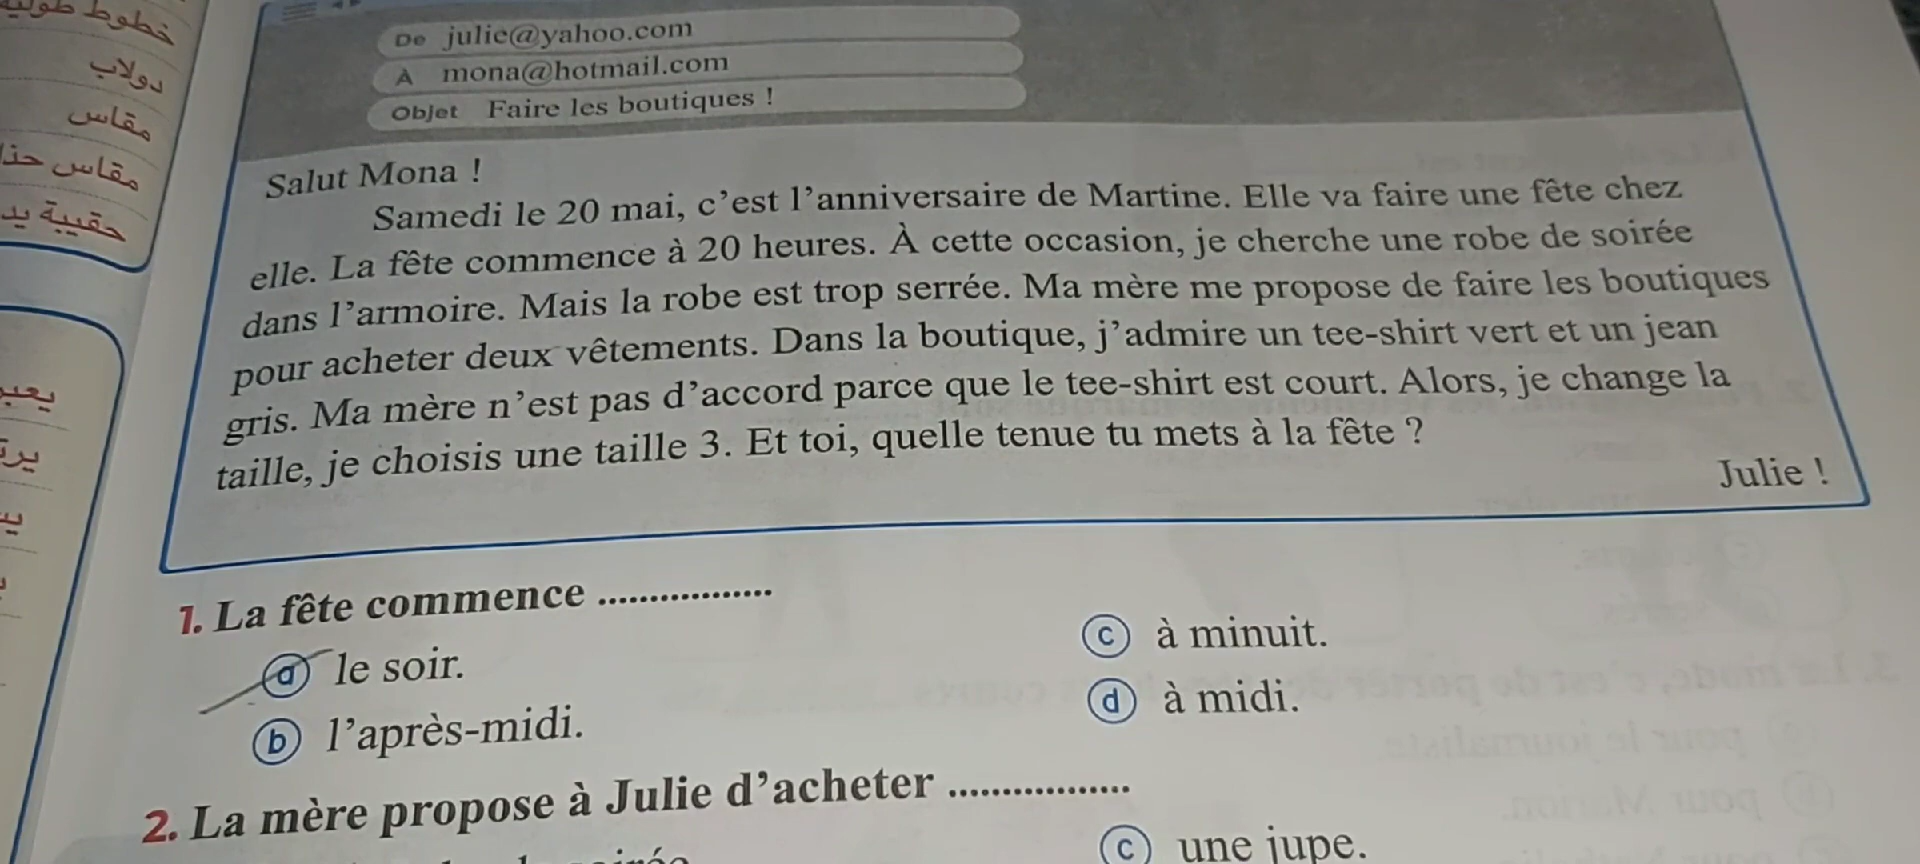 خطوط طولية
دولاب
مقاس
مقاس
حقيبة يد
De julie@yahoo.com
À mona@hotmail.com
Objet Faire les boutiques !
Salut Mona !
Samedi le 20 mai, c'est l'anniversaire de Martine. Elle va faire une fête chez
elle. La fête commence à 20 heures. À cette occasion, je cherche une robe de soirée
dans l'armoire. Mais la robe est trop serrée. Ma mère me propose de faire les boutiques
pour acheter deux vêtements. Dans la boutique, j'admire un tee-shirt vert et un jean
gris. Ma mère n'est pas d'accord parce que le tee-shirt est court. Alors, je change la
taille, je choisis une taille 3. Et toi, quelle tenue tu mets à la fête ?
Julie !
1. La fête commence .................
a le soir.
b l'après-midi.
c à minuit.
d à midi.
2. La mère propose à Julie d'acheter .................
c une jupe.